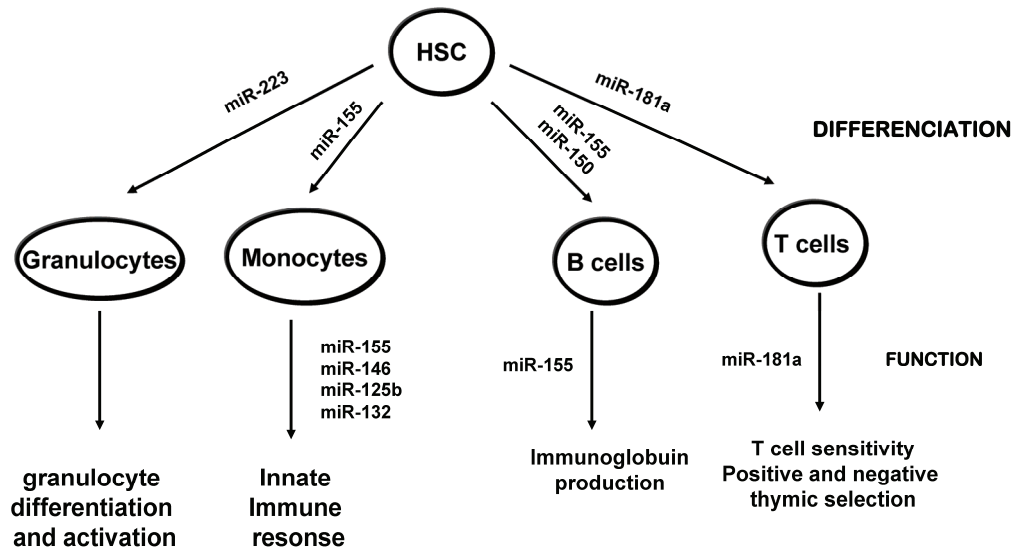 HSC
miR-223
miR-155
miR-155
miR-150
miR-181a
DIFFERENCIATION
Granulocytes
Monocytes
B cells
T cells
miR-155
miR-146
miR-125b
miR-132
miR-155
miR-181a
FUNCTION
granulocyte
differentiation
and activation
Innate
Immune
resonse
Immunoglobuin
production
T cell sensitivity
Positive and negative
thymic selection